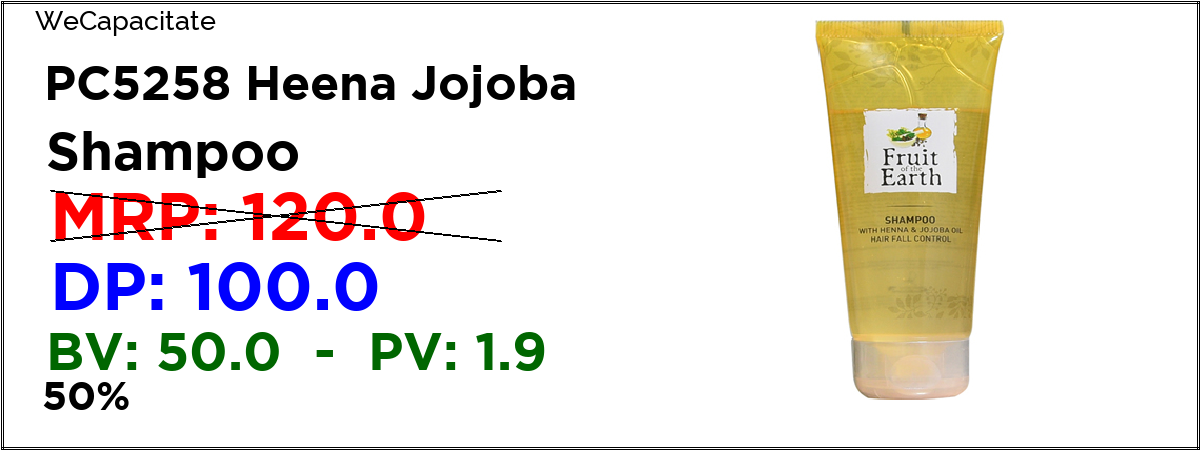 WeCapacitate
PC5258 Heena Jojoba
Shampoo
MRP: 120.0
DP: 100.0
BV: 50.0 - PV: 1.9
50%
Fruit
of the
Earth
SHAMPOO
WITH HENNA & JOJOBA OIL
HAIR FALL CONTROL